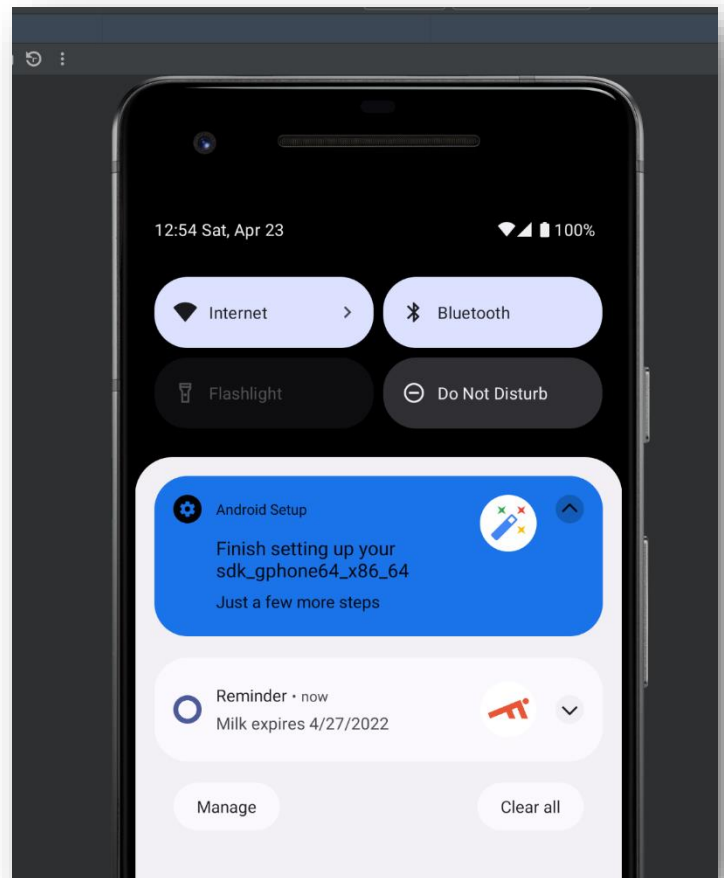 12:54 Sat, Apr 23 100%
Internet Bluetooth
Flashlight Do Not Disturb
Android Setup
Finish setting up your
sdk_gphone64_x86_64
Just a few more steps
Reminder • now
Milk expires 4/27/2022
Manage Clear all